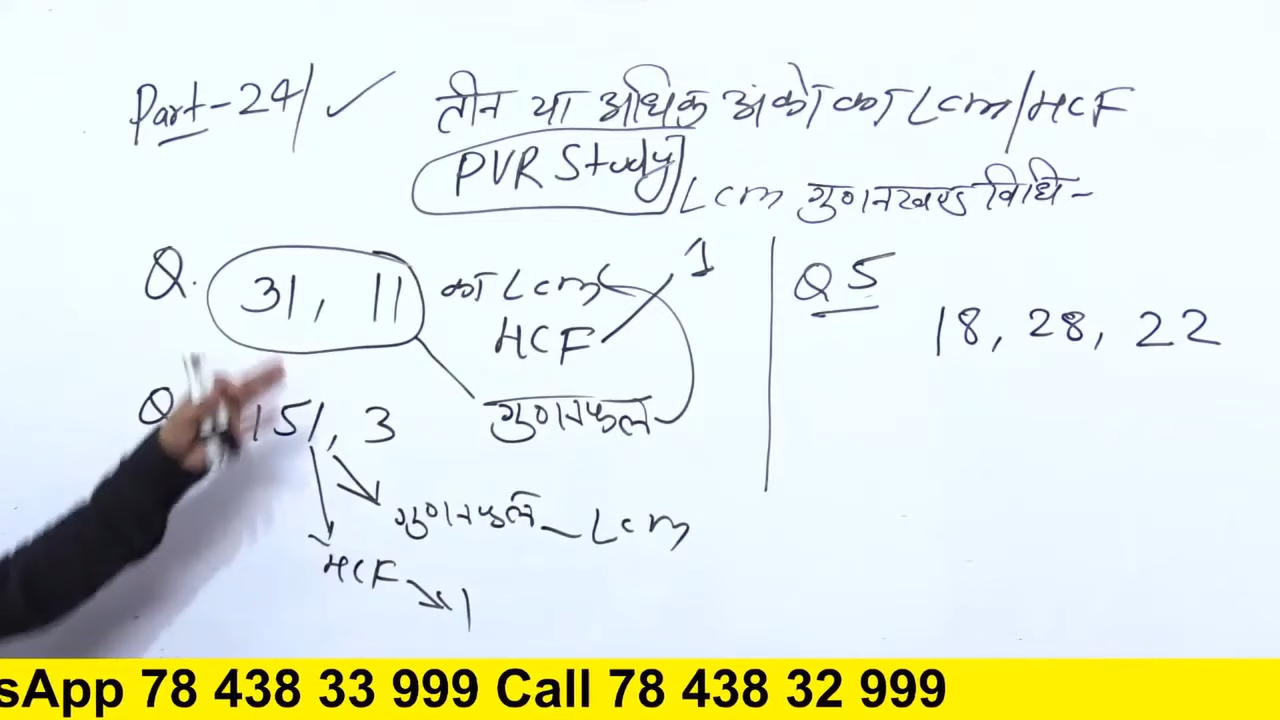 Part-24
तीन या अधिक अंको का Lcm/HCF
PVR Study
Lcm गुणनखण्ड विधि-
Q. 31, 11 का Lcm
HCF 1
गुणनफल
Q 151, 3
गुणनफल Lcm
HCF 1
Q 5
18, 28, 22
sApp 78 438 33 999 Call 78 438 32 999